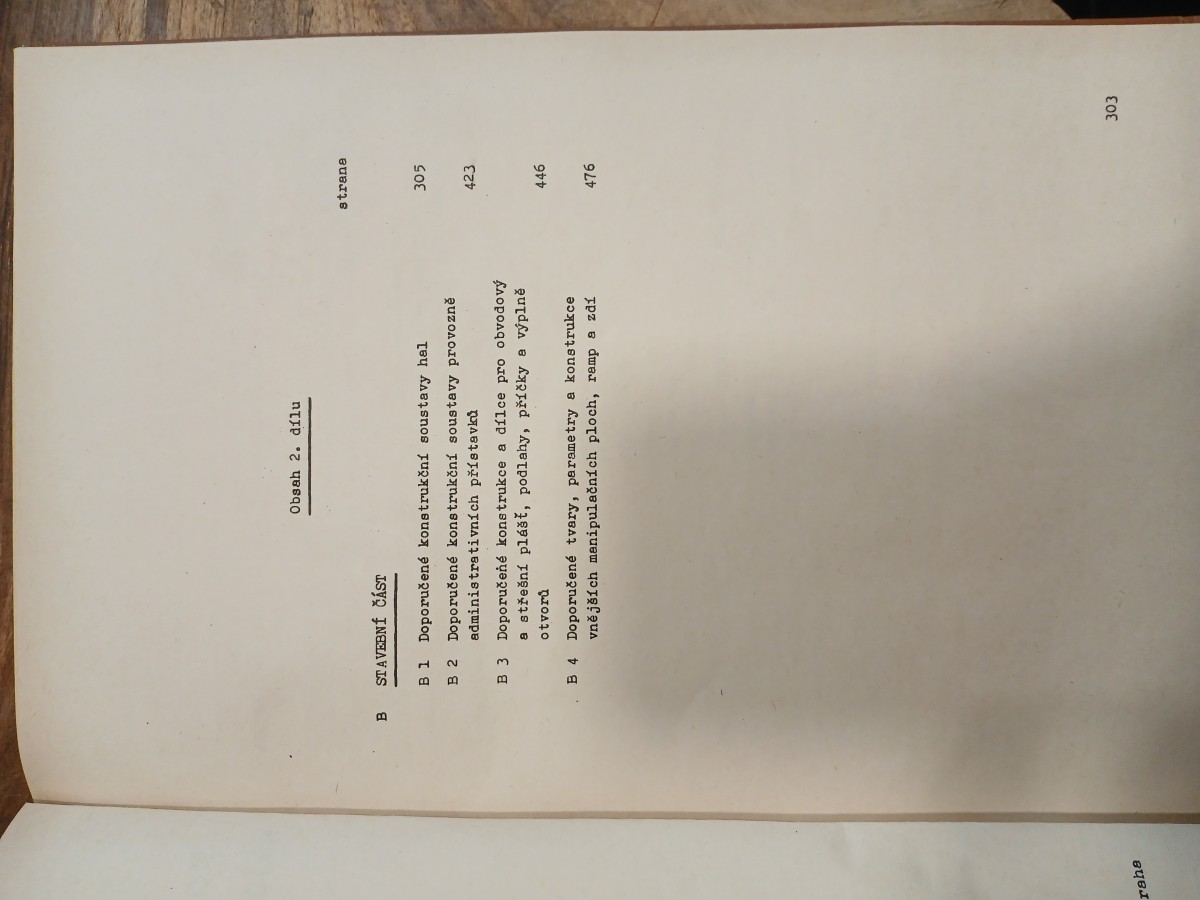 Obsah 2. dílu
strana
B STAVEBNÍ ČÁST
B 1 Doporučené konstrukční soustavy hal 305
B 2 Doporučené konstrukční soustavy provozně
administrativních přístavků 423
B 3 Doporučené konstrukce a dílce pro obvodový
a střešní plášť, podlahy, příčky a výplně
otvorů 446
B 4 Doporučené tvary, parametry a konstrukce
vnějších manipulačních ploch, ramp a zdí 476
303
raha